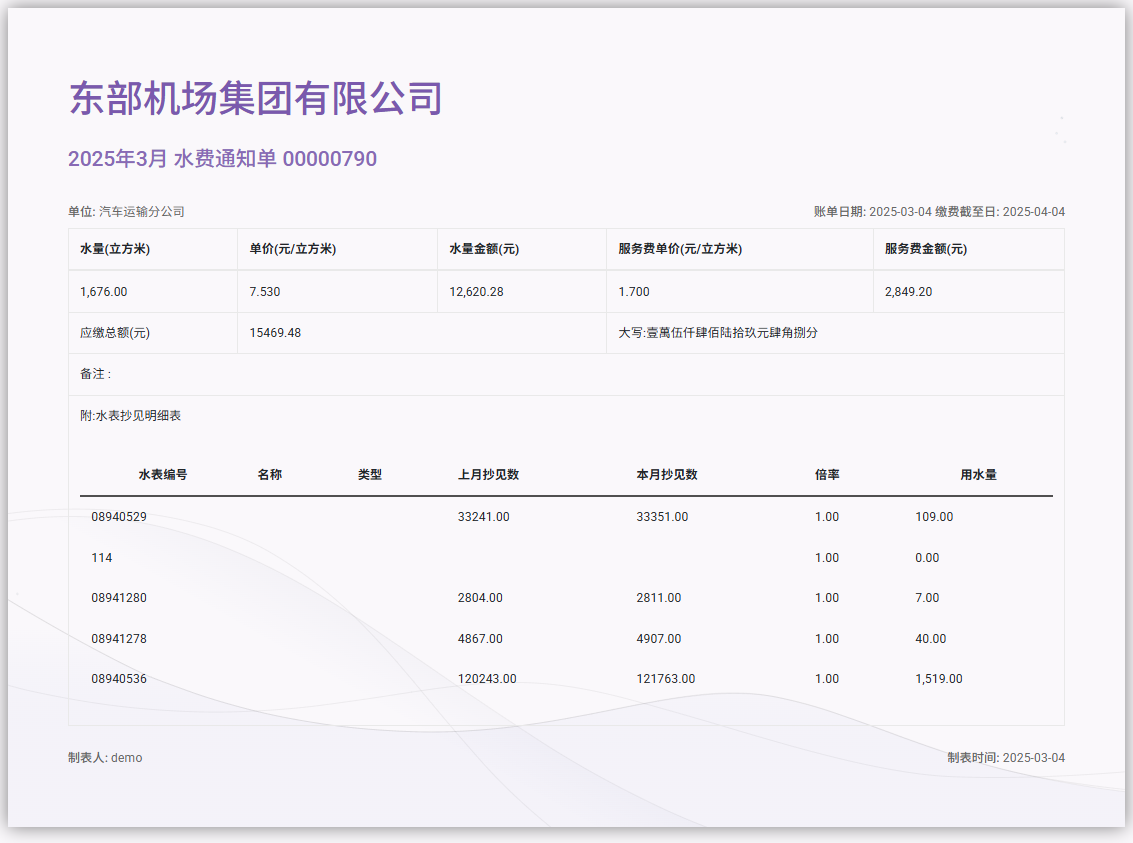 东部机场集团有限公司
2025年3月 水费通知单 00000790
单位: 汽车运输分公司 账单日期: 2025-03-04 缴费截至日: 2025-04-04
水量(立方米) 单价(元/立方米) 水量金额(元) 服务费单价(元/立方米) 服务费金额(元)
1,676.00 7.530 12,620.28 1.700 2,849.20
应缴总额(元) 15469.48 大写:壹萬伍仟肆佰陆拾玖元肆角捌分
备注 :
附:水表抄见明细表
水表编号 名称 类型 上月抄见数 本月抄见数 倍率 用水量
08940529 33241.00 33351.00 1.00 109.00
114 1.00 0.00
08941280 2804.00 2811.00 1.00 7.00
08941278 4867.00 4907.00 1.00 40.00
08940536 120243.00 121763.00 1.00 1,519.00
制表人: demo 制表时间: 2025-03-04